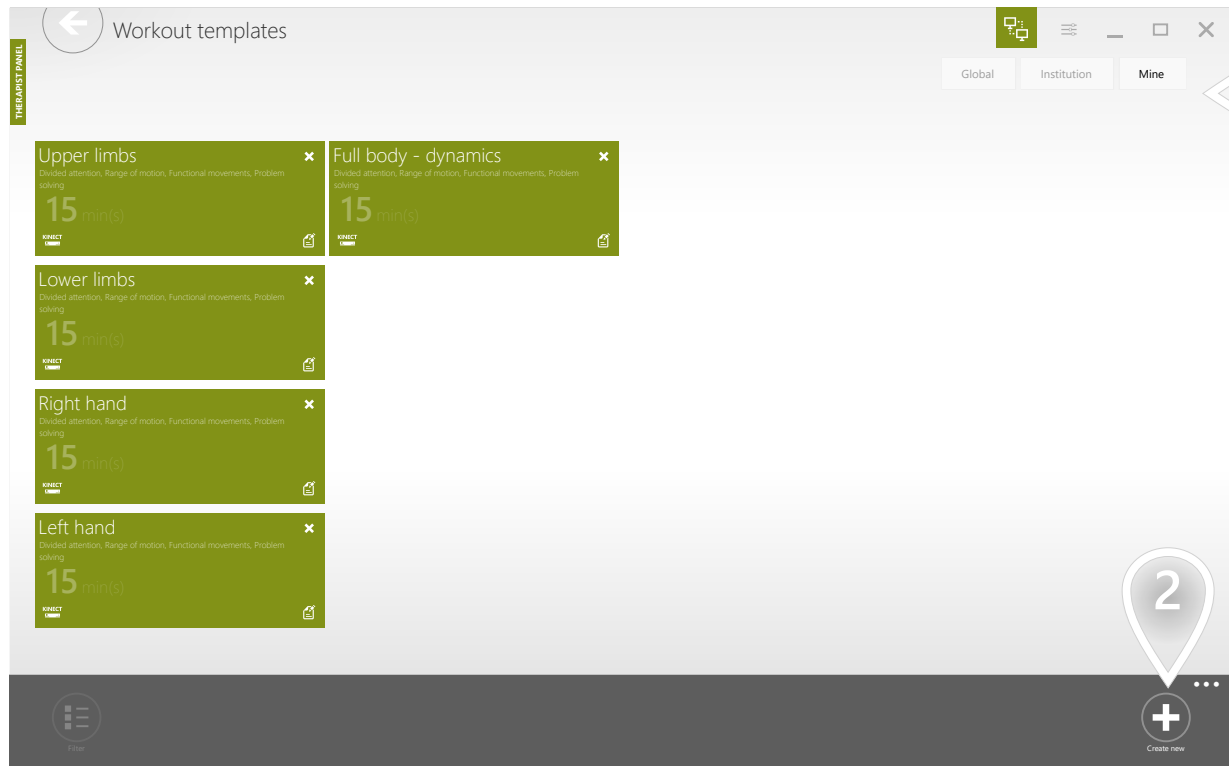 Workout templates
THERAPIST PANEL
Global Institution Mine
Upper limbs
Divided attention, Range of motion, Functional movements, Problem
solving
15 min(s)
KINECT
Full body - dynamics
Divided attention, Range of motion, Functional movements, Problem
solving
15 min(s)
KINECT
Lower limbs
Divided attention, Range of motion, Functional movements, Problem
solving
15 min(s)
KINECT
Right hand
Divided attention, Range of motion, Functional movements, Problem
solving
15 min(s)
KINECT
Left hand
Divided attention, Range of motion, Functional movements, Problem
solving
15 min(s)
KINECT
2
Filter
Create new